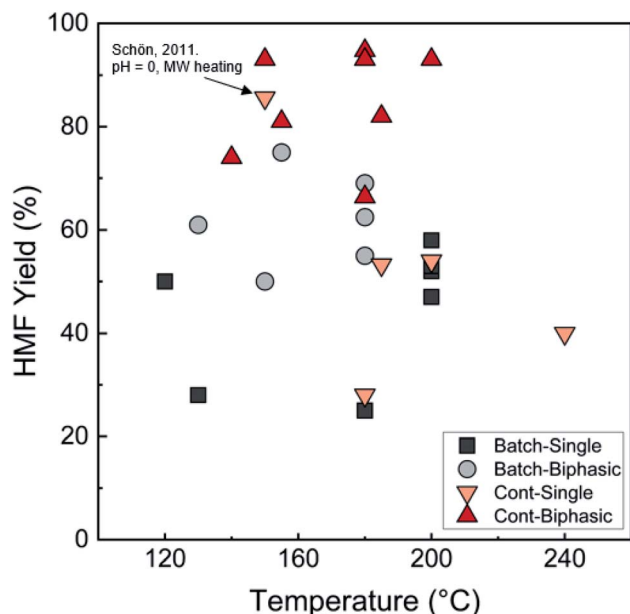 100
Schön, 2011.
pH = 0, MW heating
80
60
40
20
0
HMF Yield (%)
Batch-Single
Batch-Biphasic
Cont-Single
Cont-Biphasic
120 160 200 240
Temperature (°C)